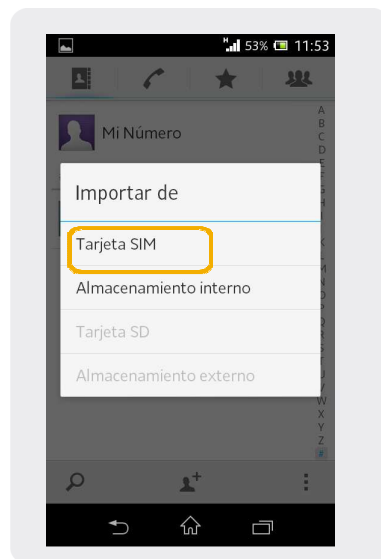 H 53% 11:53
Mi Número
Importar de
Tarjeta SIM
Almacenamiento interno
Tarjeta SD
Almacenamiento externo
A
B
C
D
E
F
G
H
I
K
L
M
N
O
P
Q
R
S
T
U
V
W
X
Y
Z
#